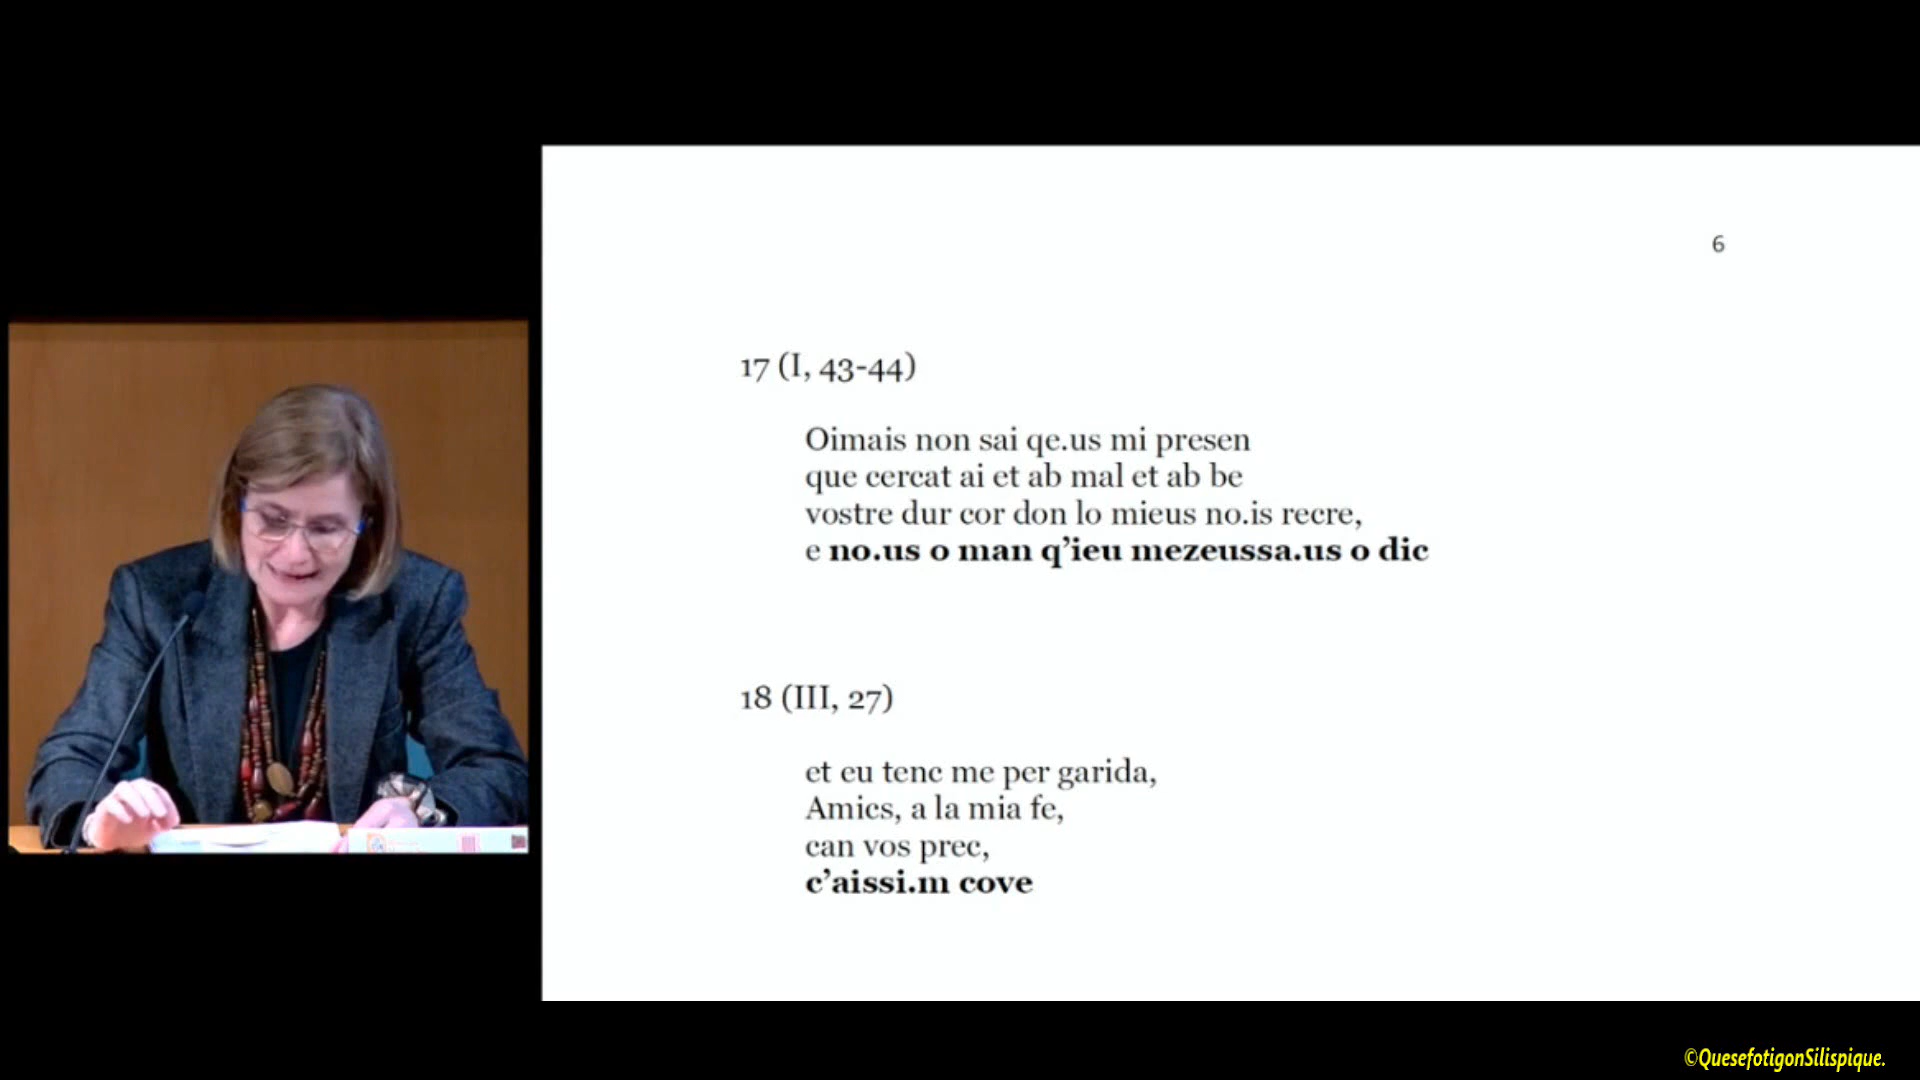 6
17 (I, 43-44)
Oimais non sai qe.us mi presen
que cercat ai et ab mal et ab be
vostre dur cor don lo mieus no.is recre,
e no.us o man q'ieu mezeussa.us o dic
18 (III, 27)
et eu tenc me per garida,
Amics, a la mia fe,
can vos prec,
c'aissi.m cove
©QuesefotigonSilispique.